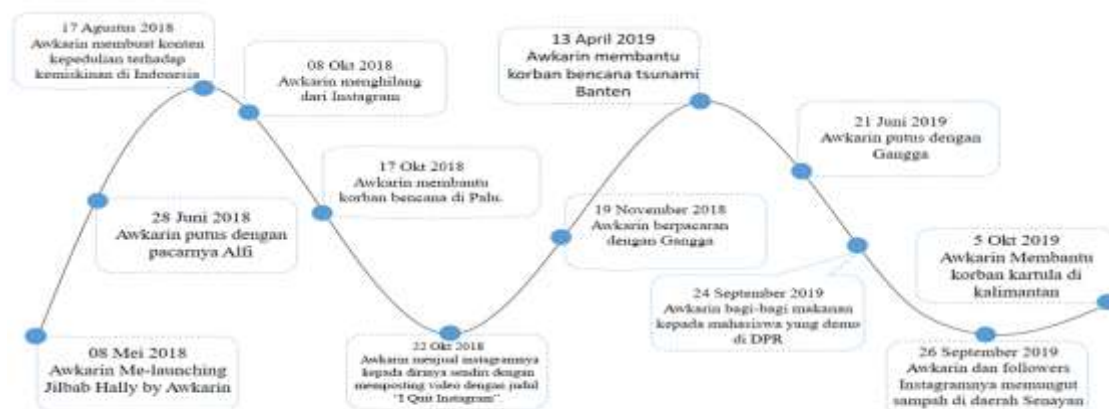 17 Agustus 2018
Awkarin membuat konten
kepedulian terhadap
kemiskinan di Indonesia
08 Okt 2018
Awkarin menghilang
dari Instagram
13 April 2019
Awkarin membantu
korban bencana tsunami
Banten
21 Juni 2019
Awkarin putus dengan
Gangga
17 Okt 2018
Awkarin membantu
korban bencana di Palu.
28 Juni 2018
Awkarin putus dengan
pacarnya Alfi
19 November 2018
Awkarin berpacaran
dengan Gangga
5 Okt 2019
Awkarin Membantu
korban kartula di
kalimantan
24 September 2019
Awkarin bagi-bagi makanan
kepada mahasiswa yang demo
di DPR
08 Mei 2018
Awkarin Me-launching
Jilbab Hally by Awkarin
22 Okt 2018
Awkarin menjual instagramnya
kepada dirinya sendiri dengan
memposting video dengan judul
"I Quit Instagram".
26 September 2019
Awkarin dan followers
Instagramnya memungut
sampah di daerah Senayan